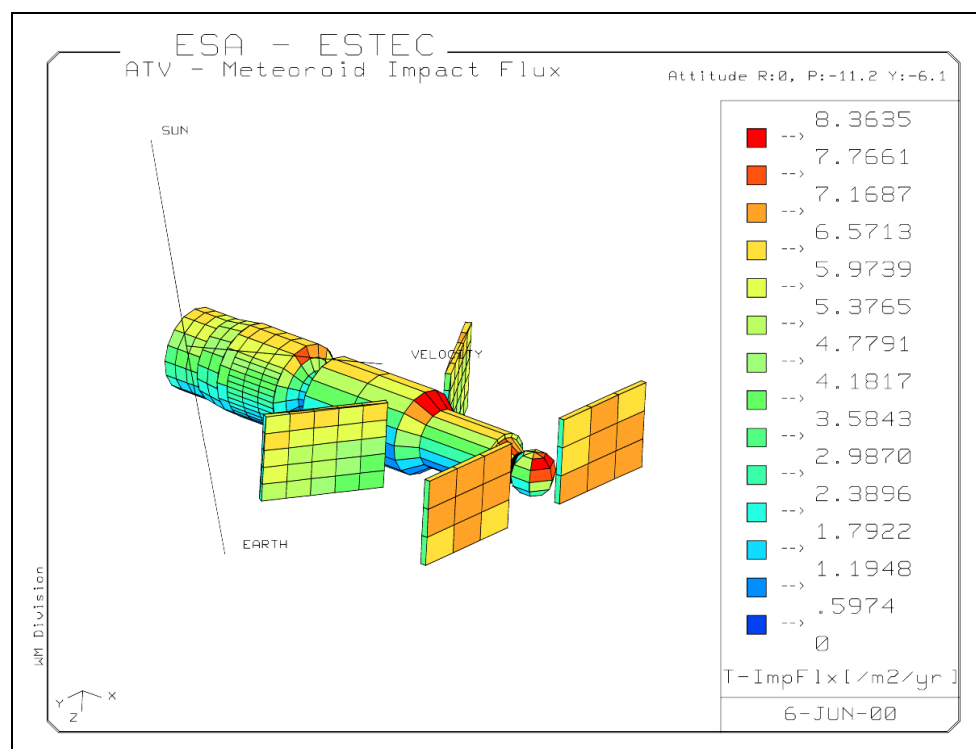 ESA - ESTEC
ATV - Meteoroid Impact Flux
Attitude R:0, P:-11.2 Y:-6.1
SUN
VELOCITY
EARTH
8.3635
-->
7.7661
-->
7.1687
-->
6.5713
-->
5.9739
-->
5.3765
-->
4.7791
-->
4.1817
-->
3.5843
-->
2.9870
-->
2.3896
-->
1.7922
-->
1.1948
-->
.5974
-->
0
T-ImpFlx[/m2/yr]
6-JUN-00
WM Division
Y
X
Z